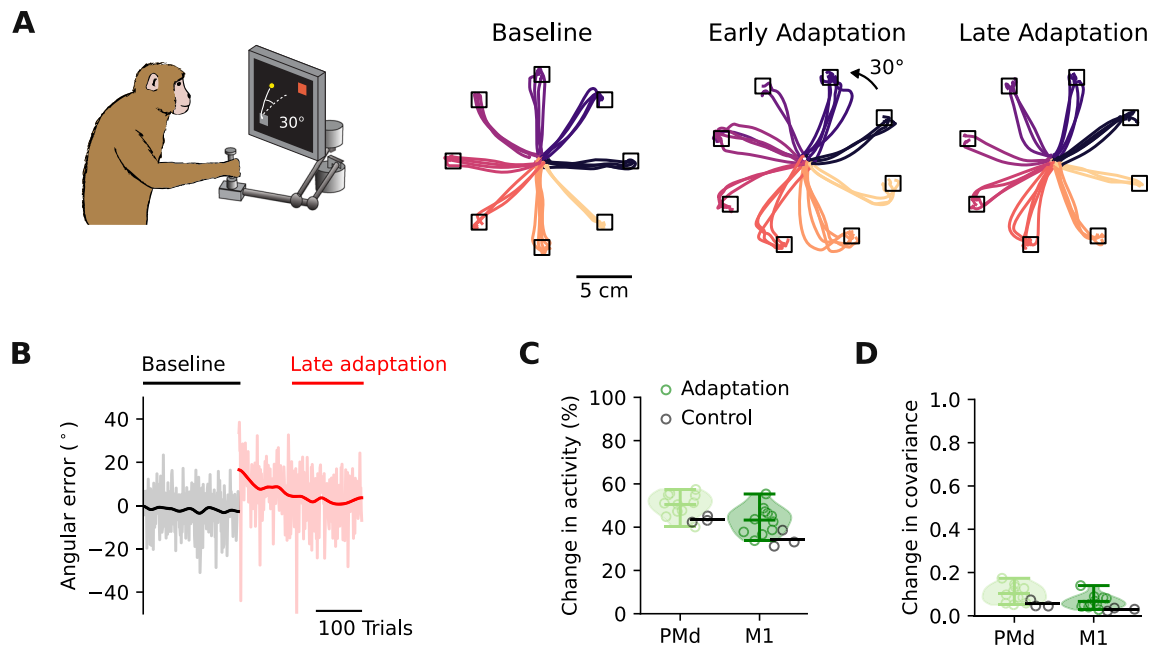 A
Baseline
Early Adaptation
Late Adaptation
30°
30°
5 cm
B
Baseline
Late adaptation
Angular error (°)
40
20
0
−20
−40
100 Trials
C
Adaptation
Control
Change in activity (%)
100
80
60
40
20
0
PMd
M1
D
Change in covariance
1.0
0.8
0.6
0.4
0.2
0.0
PMd
M1